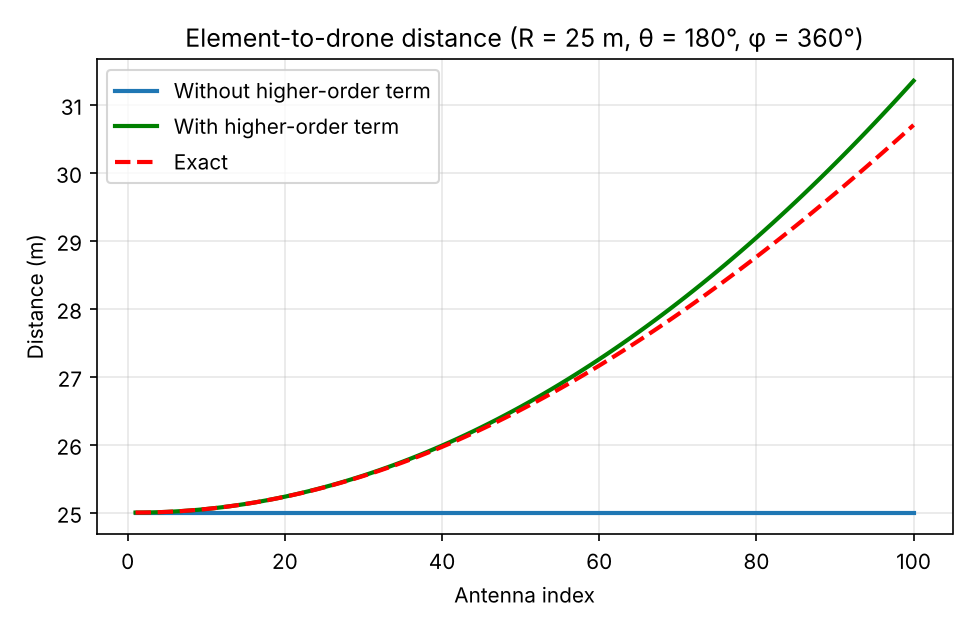 Element-to-drone distance (R = 25 m, θ = 180°, φ = 360°)
Without higher-order term
With higher-order term
Exact
Distance (m)
31
30
29
28
27
26
25
0
20
40
60
80
100
Antenna index